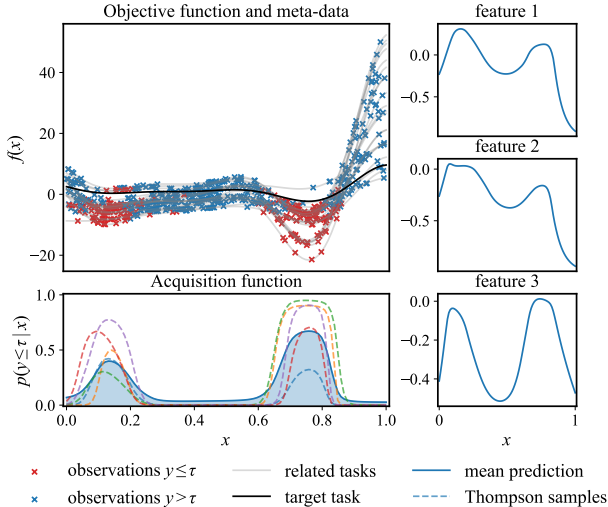 Objective function and meta-data
feature 1
40
20
0
−20
f(x)
0.0
−0.5
feature 2
0.0
−0.5
Acquisition function
feature 3
1.0
0.5
0.0
p(y≤τ|x)
0.0
−0.2
−0.4
0.0 0.2 0.4 0.6 0.8 1.0
x
0 1
x
observations y≤τ
related tasks
mean prediction
observations y>τ
target task
Thompson samples